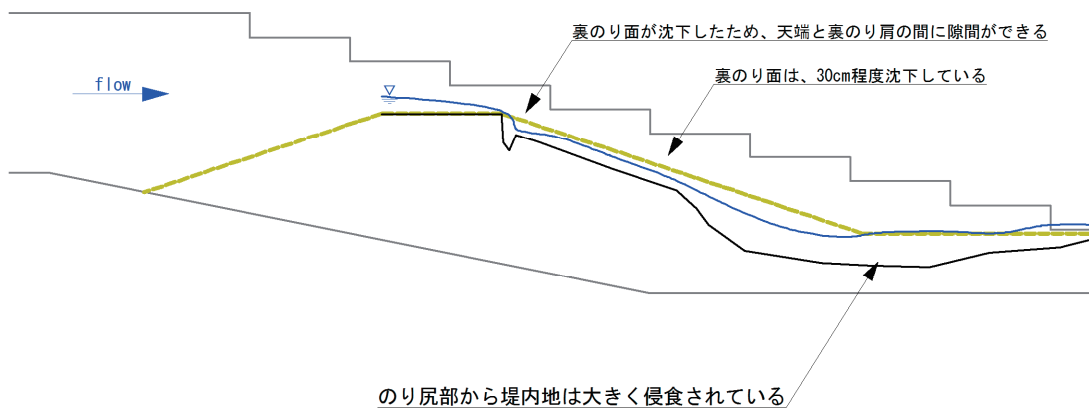 裏のり面が沈下したため、天端と裏のり肩の間に隙間ができる
裏のり面は、30cm程度沈下している
flow
のり尻部から堤内地は大きく侵食されている